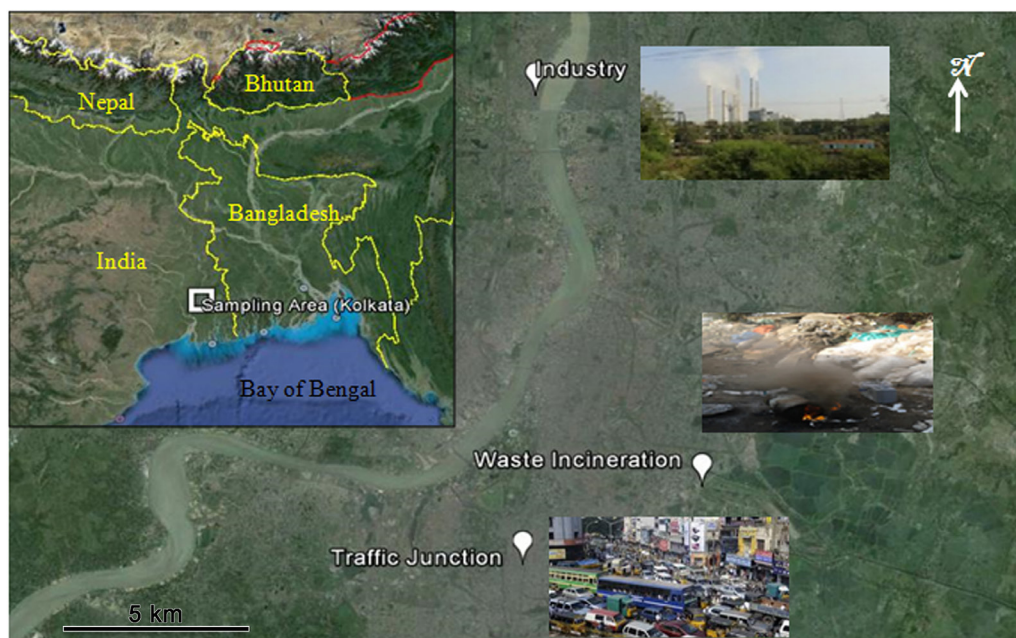 Nepal
Bhutan
Bangladesh
India
Sampling Area (Kolkata)
Bay of Bengal
Industry
N
Waste Incineration
Traffic Junction
5 km